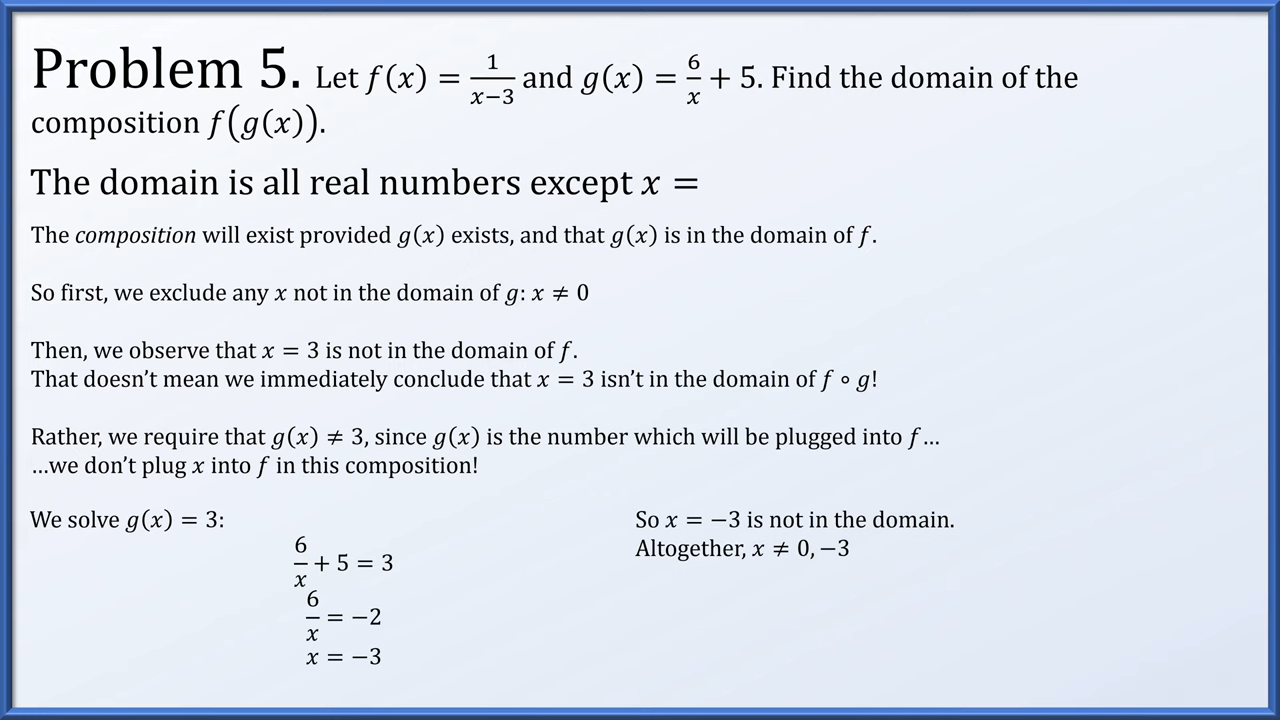 Problem 5. Let f(x) = 1/(x−3) and g(x) = 6/x + 5. Find the domain of the
composition f(g(x)).
The domain is all real numbers except x =
The composition will exist provided g(x) exists, and that g(x) is in the domain of f.
So first, we exclude any x not in the domain of g: x ≠ 0
Then, we observe that x = 3 is not in the domain of f.
That doesn’t mean we immediately conclude that x = 3 isn’t in the domain of f ∘ g!
Rather, we require that g(x) ≠ 3, since g(x) is the number which will be plugged into f…
…we don’t plug x into f in this composition!
We solve g(x) = 3:
6/x + 5 = 3
6/x = −2
x = −3
So x = −3 is not in the domain.
Altogether, x ≠ 0, −3